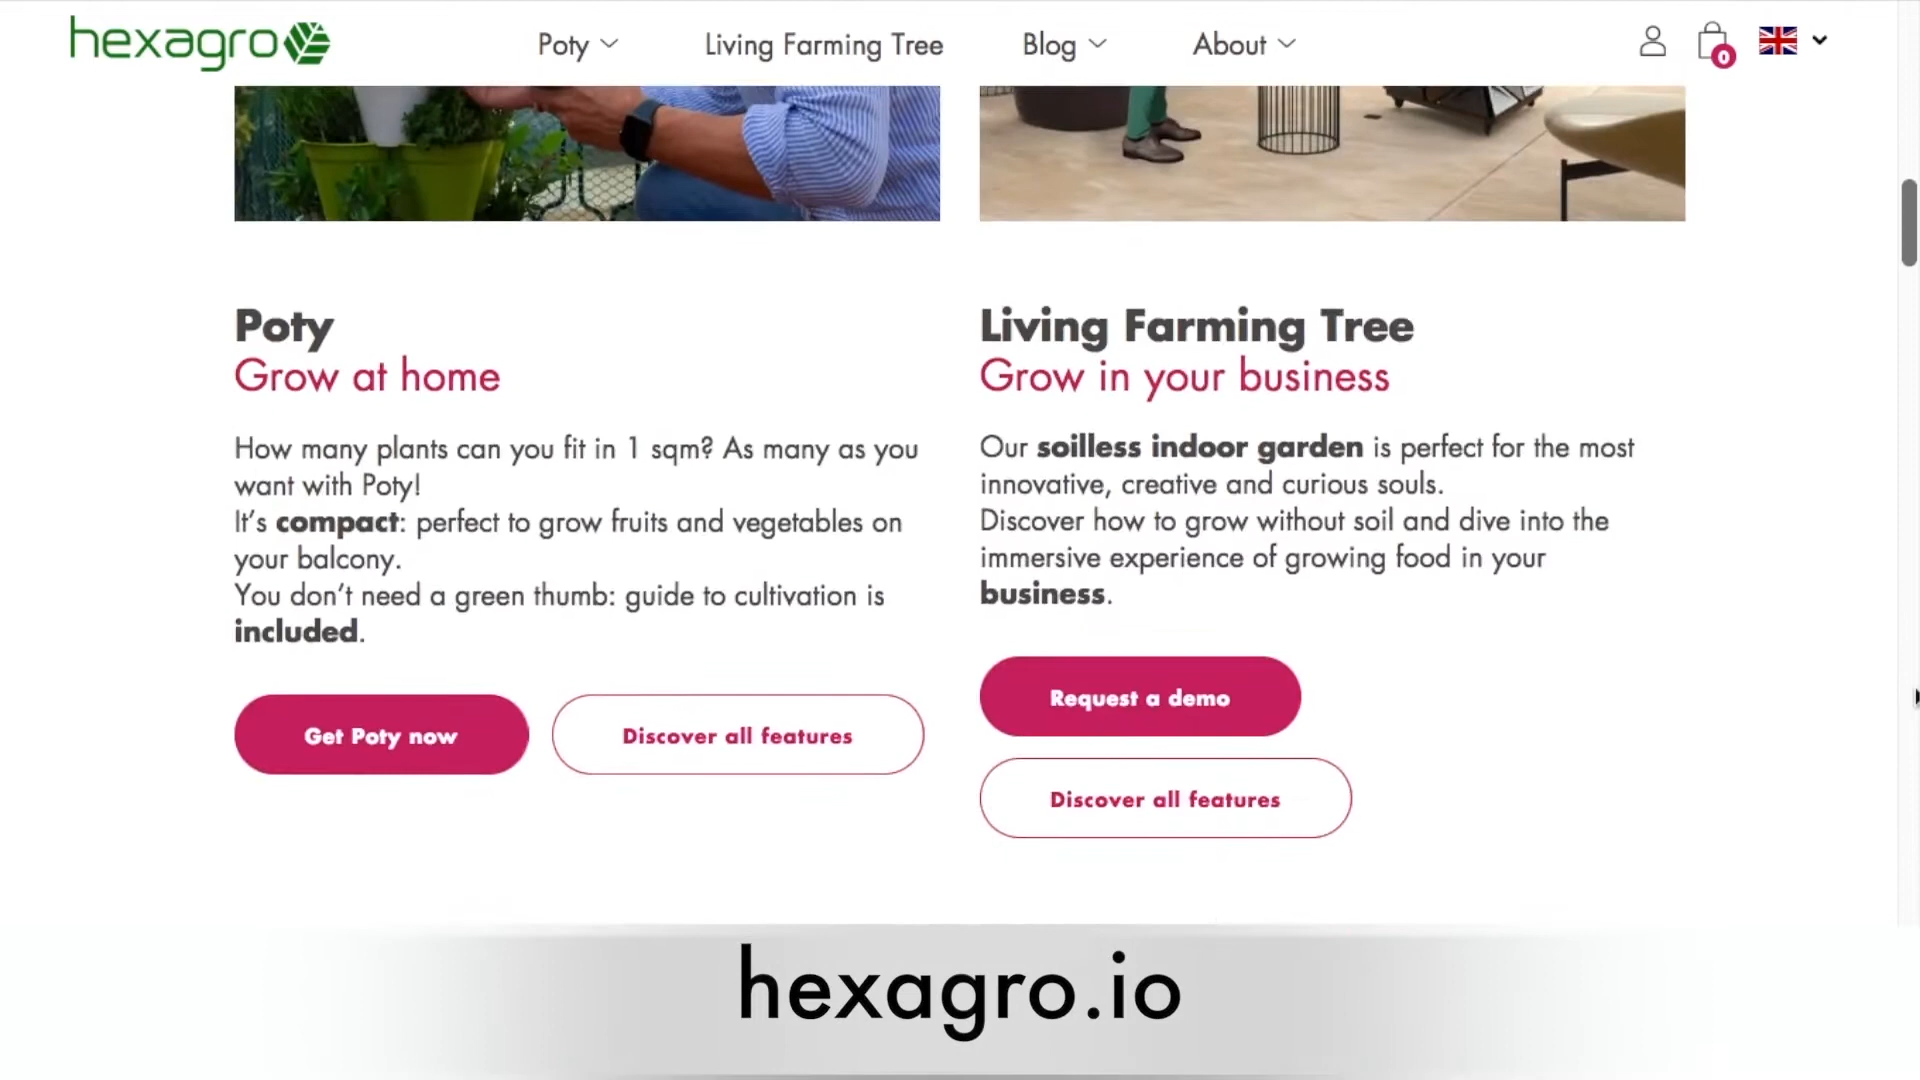 hexagro
Poty
Living Farming Tree
Blog
About
0
Poty
Grow at home
How many plants can you fit in 1 sqm? As many as you
want with Poty!
It's compact: perfect to grow fruits and vegetables on
your balcony.
You don't need a green thumb: guide to cultivation is
included.
Get Poty now
Discover all features
Living Farming Tree
Grow in your business
Our soilless indoor garden is perfect for the most
innovative, creative and curious souls.
Discover how to grow without soil and dive into the
immersive experience of growing food in your
business.
Request a demo
Discover all features
hexagro.io